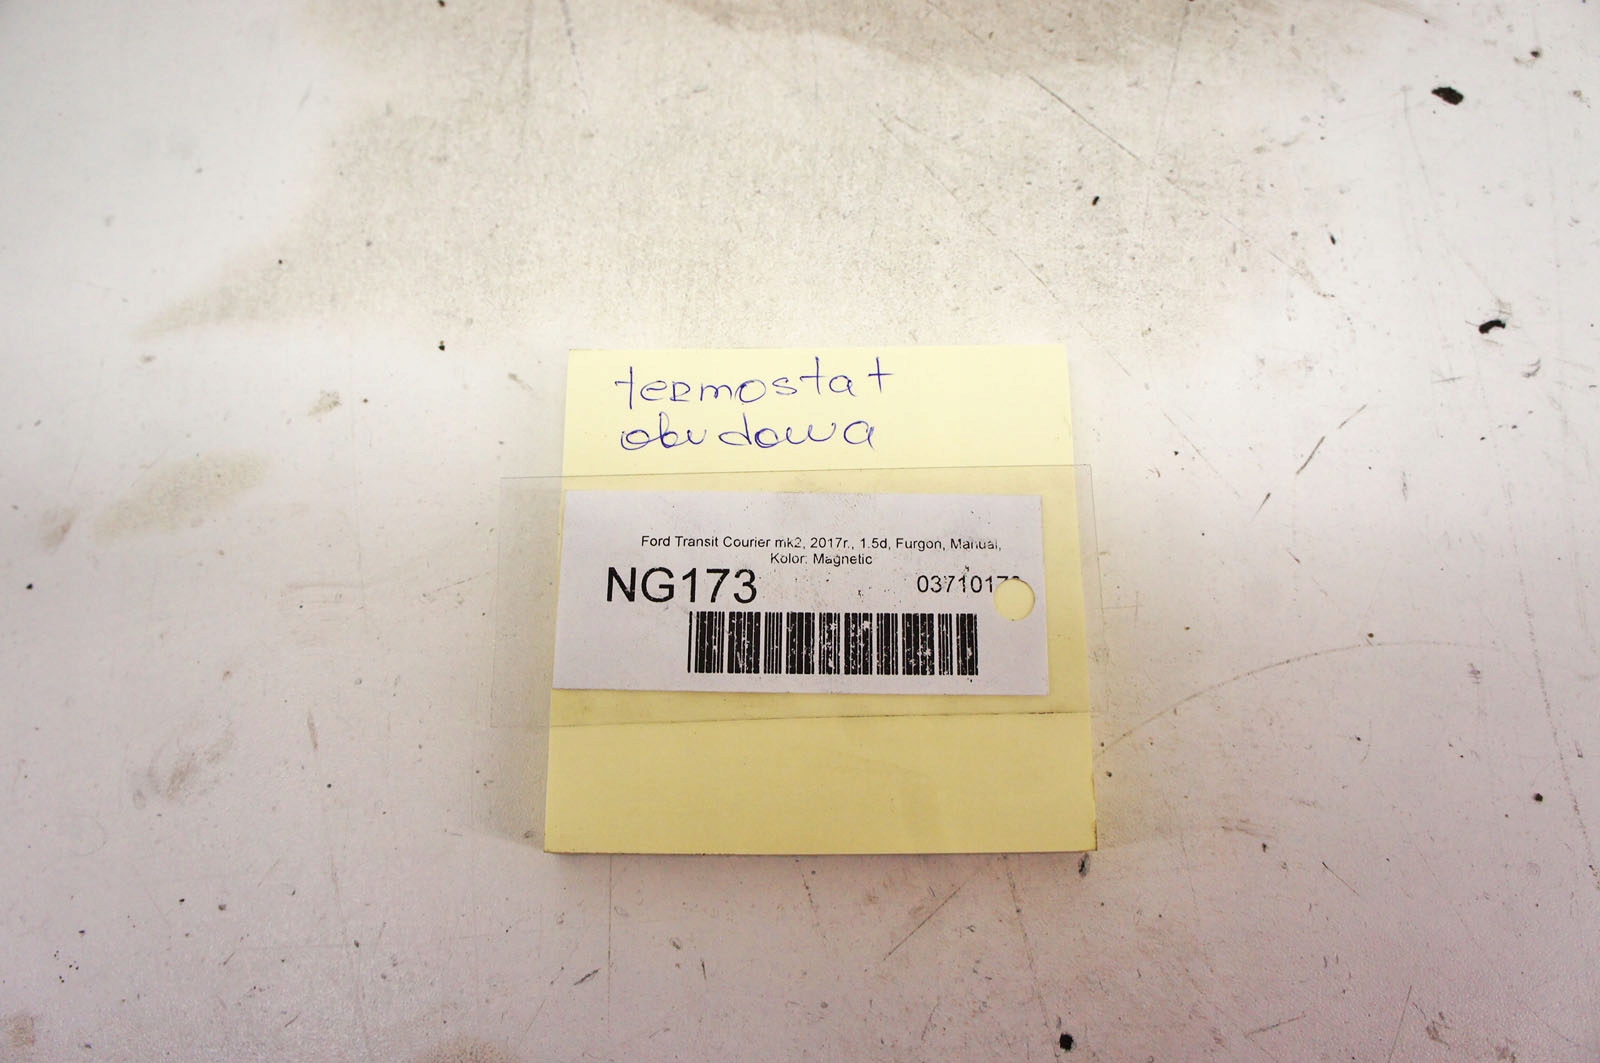 termostat
obudowa
Ford Transit Courier mk2, 2017r., 1.5d, Furgon, Manual,
Kolor: Magnetic
NG173